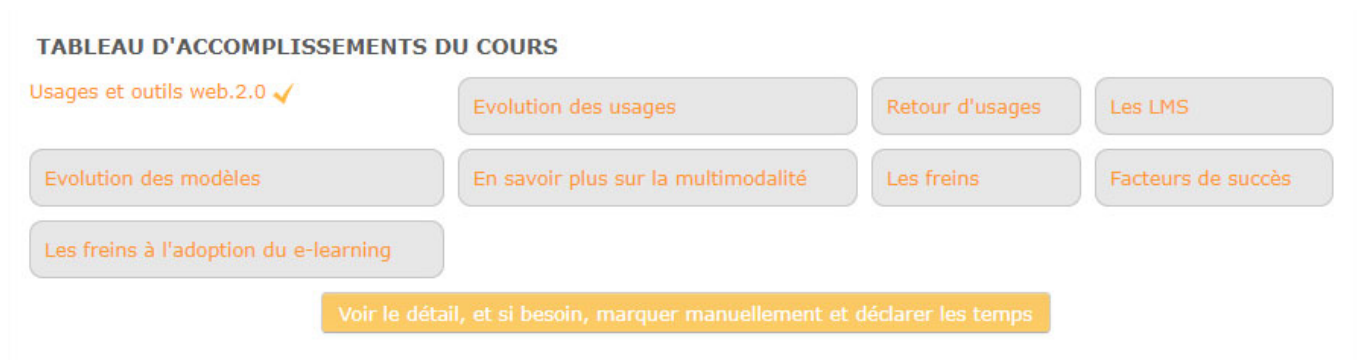 TABLEAU D'ACCOMPLISSEMENTS DU COURS
Usages et outils web.2.0
Evolution des usages
Retour d'usages
Les LMS
Evolution des modèles
En savoir plus sur la multimodalité
Les freins
Facteurs de succès
Les freins à l'adoption du e-learning
Voir le détail, et si besoin, marquer manuellement et déclarer les temps